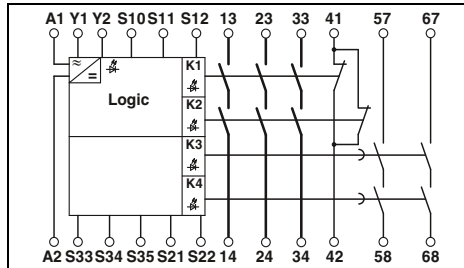 A1 Y1 Y2 S10 S11 S12 13 23 33 41 57 67
≈
=
Logic
K1
K2
K3
K4
A2 S33 S34 S35 S21 S22 14 24 34 42 58 68